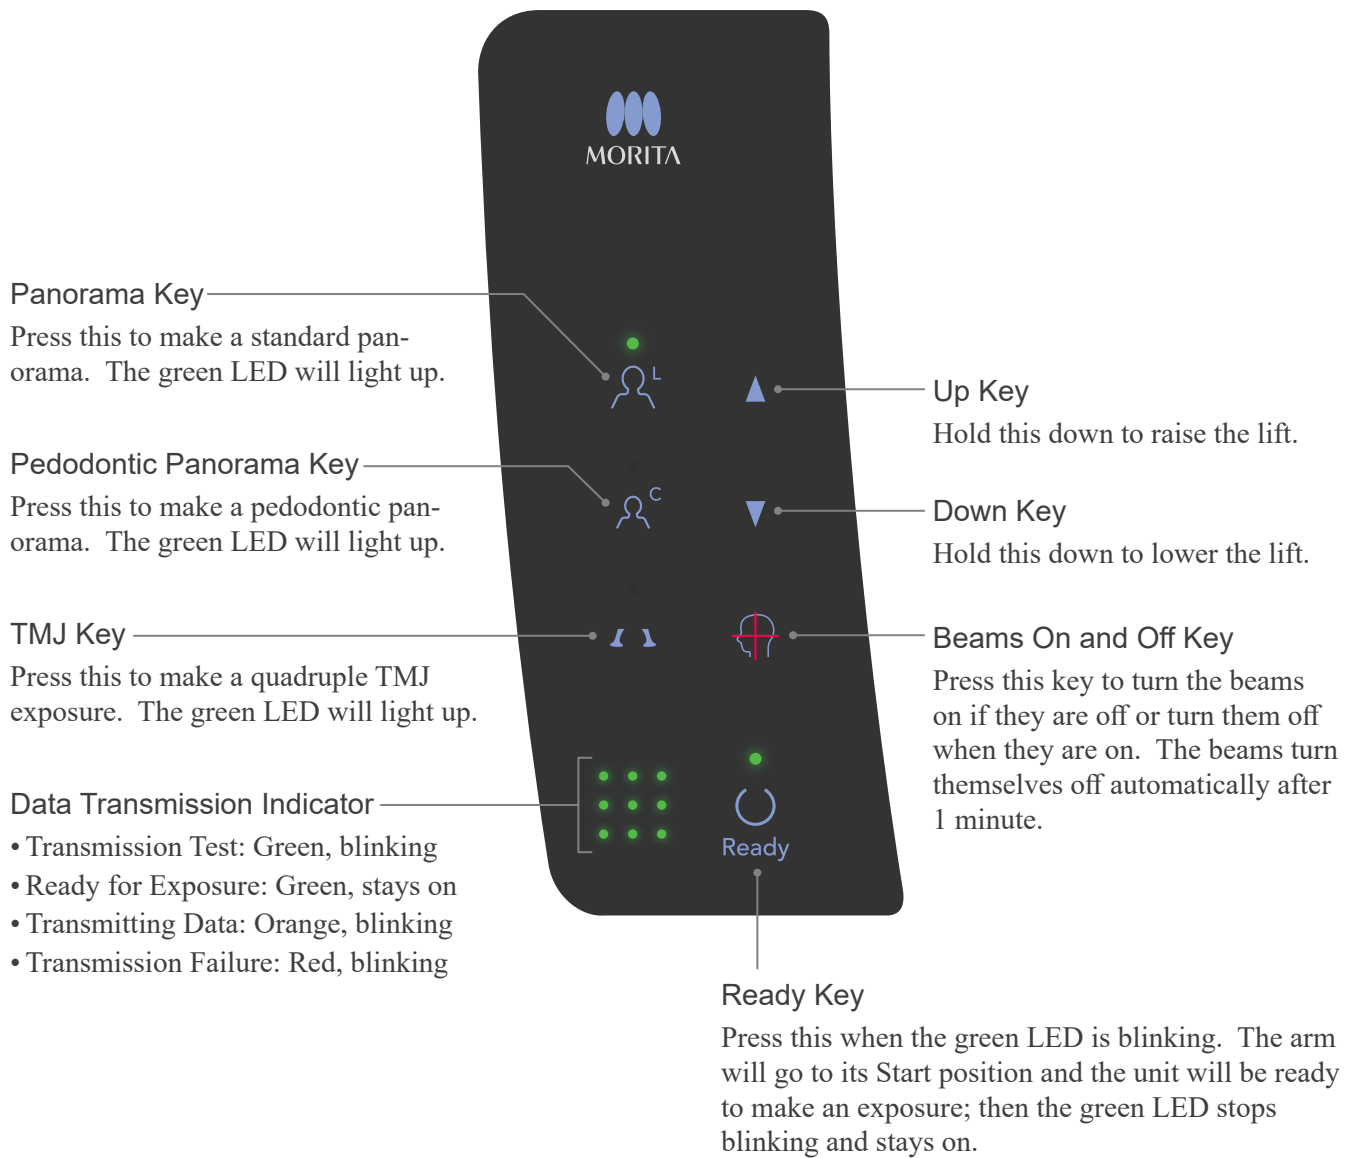 MORITA
Panorama Key
Press this to make a standard pan-
orama.  The green LED will light up.
L
Pedodontic Panorama Key
Press this to make a pedodontic pan-
orama.  The green LED will light up.
C
TMJ Key
Press this to make a quadruple TMJ
exposure.  The green LED will light up.
Data Transmission Indicator
• Transmission Test: Green, blinking
• Ready for Exposure: Green, stays on
• Transmitting Data: Orange, blinking
• Transmission Failure: Red, blinking
Up Key
Hold this down to raise the lift.
Down Key
Hold this down to lower the lift.
Beams On and Off Key
Press this key to turn the beams
on if they are off or turn them off
when they are on.  The beams turn
themselves off automatically after
1 minute.
Ready
Ready Key
Press this when the green LED is blinking.  The arm
will go to its Start position and the unit will be ready
to make an exposure; then the green LED stops
blinking and stays on.